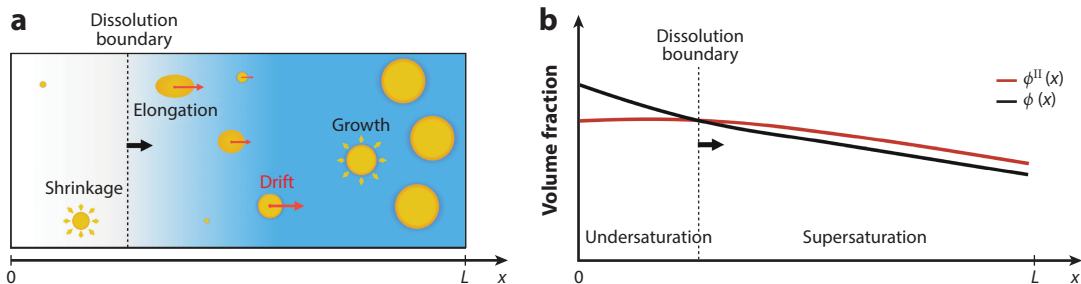 a
Dissolution
boundary
Elongation
Growth
Shrinkage
Drift
0
L
x
b
Dissolution
boundary
ϕᴵᴵ (x)
ϕ (x)
Volume fraction
Undersaturation
Supersaturation
0
L
x